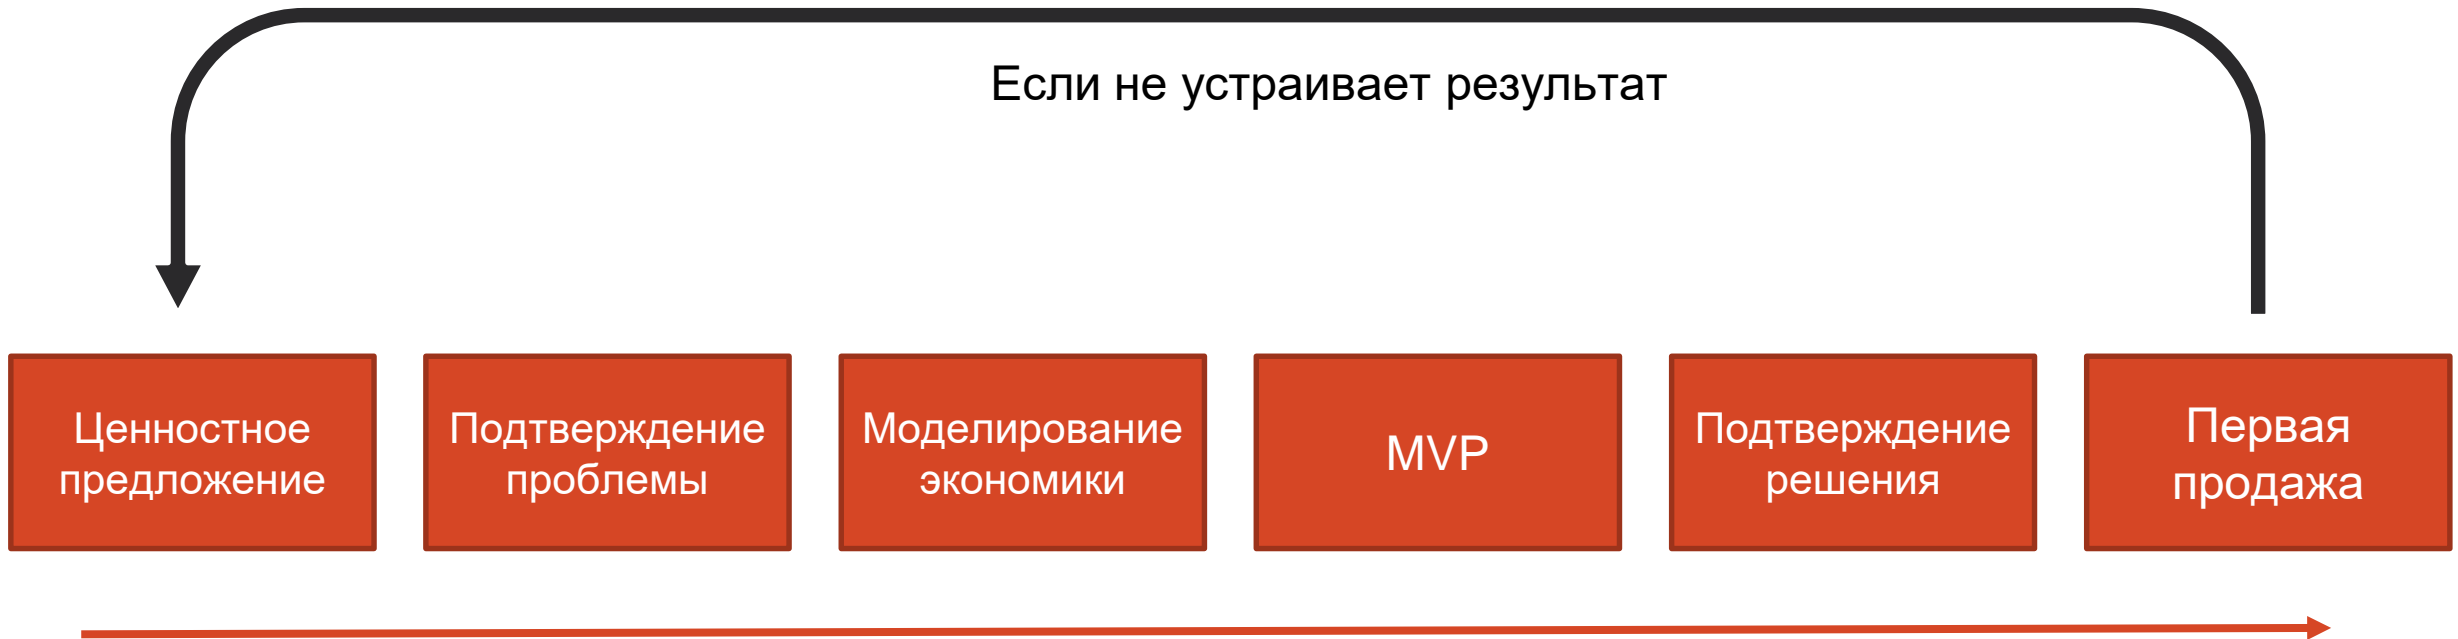 Если не устраивает результат
Ценностное
предложение
Подтверждение
проблемы
Моделирование
экономики
MVP
Подтверждение
решения
Первая
продажа